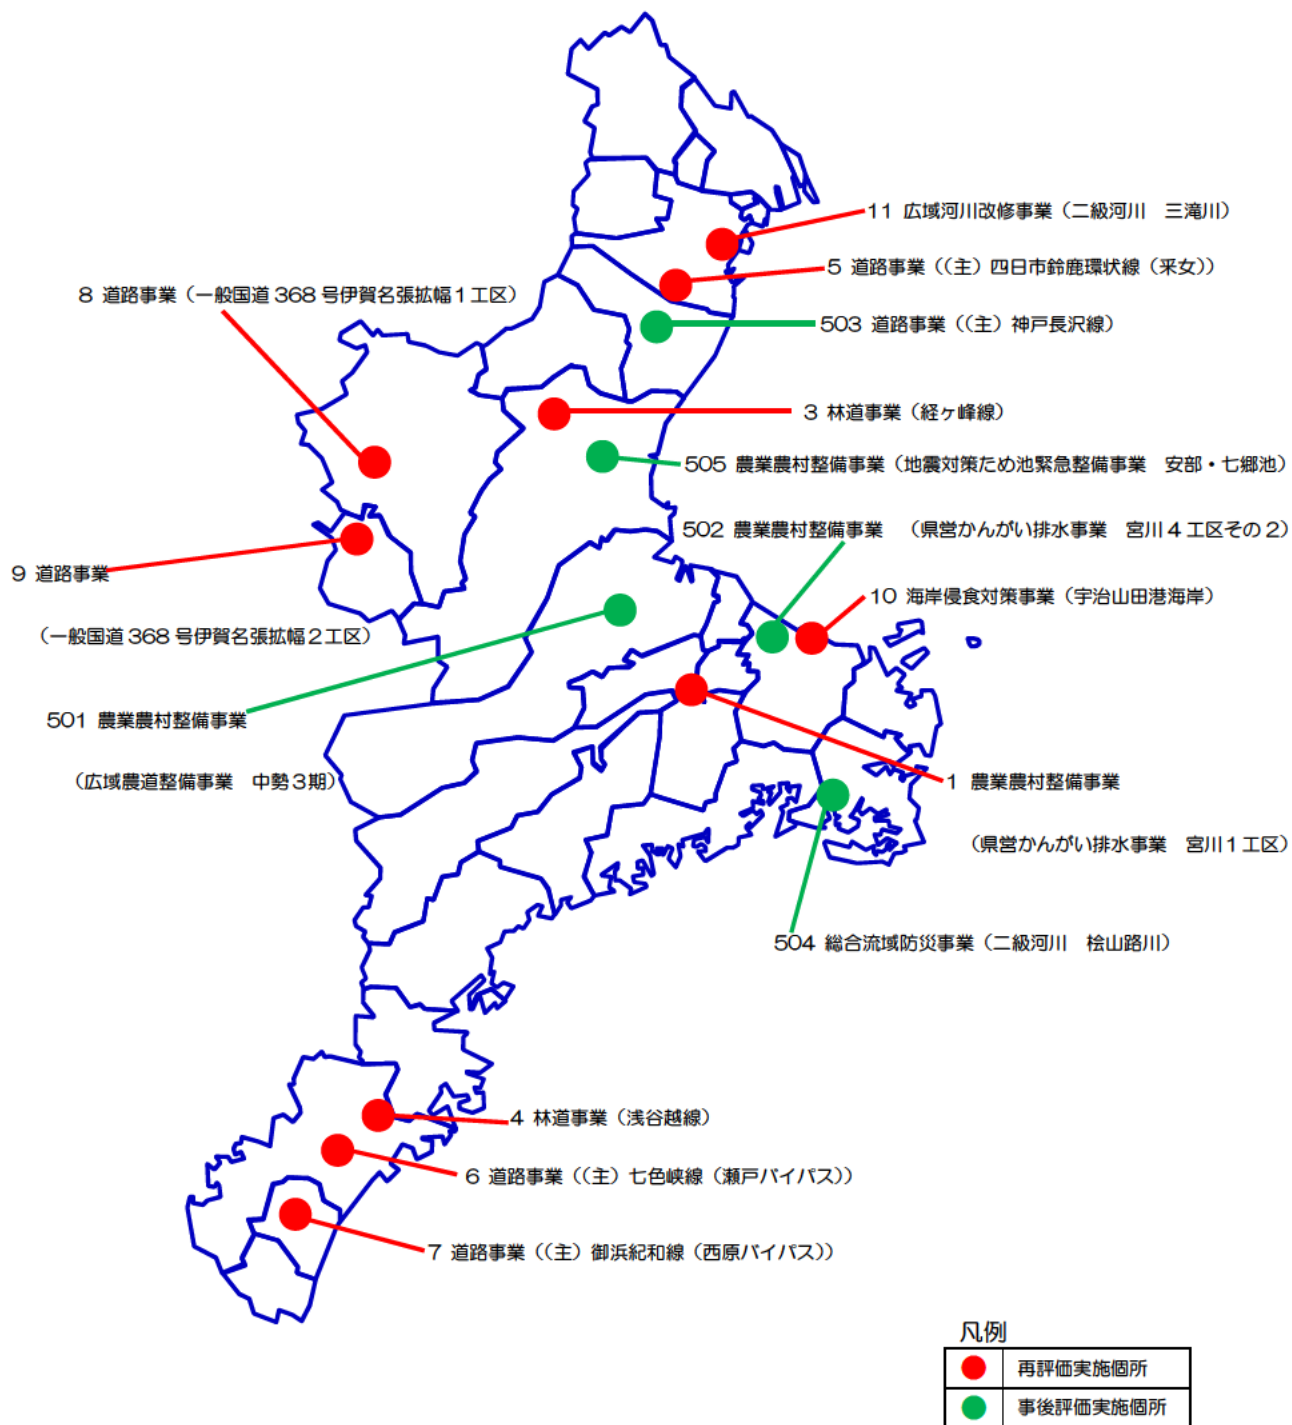 11 広域河川改修事業（二級河川　三滝川）
5 道路事業（（主）四日市鈴鹿環状線（采女））
8 道路事業（一般国道368号伊賀名張拡幅1工区）
503 道路事業（（主）神戸長沢線）
3 林道事業（経ヶ峰線）
505 農業農村整備事業（地震対策ため池緊急整備事業　安部・七郷池）
502 農業農村整備事業　（県営かんがい排水事業　宮川4工区その2）
9 道路事業
（一般国道368号伊賀名張拡幅2工区）
10 海岸侵食対策事業（宇治山田港海岸）
501 農業農村整備事業
（広域農道整備事業　中勢3期）
1 農業農村整備事業
（県営かんがい排水事業　宮川1工区）
504 総合流域防災事業（二級河川　桧山路川）
4 林道事業（浅谷越線）
6 道路事業（（主）七色峡線（瀬戸バイパス））
7 道路事業（（主）御浜紀和線（西原バイパス））
凡例
再評価実施個所
事後評価実施個所